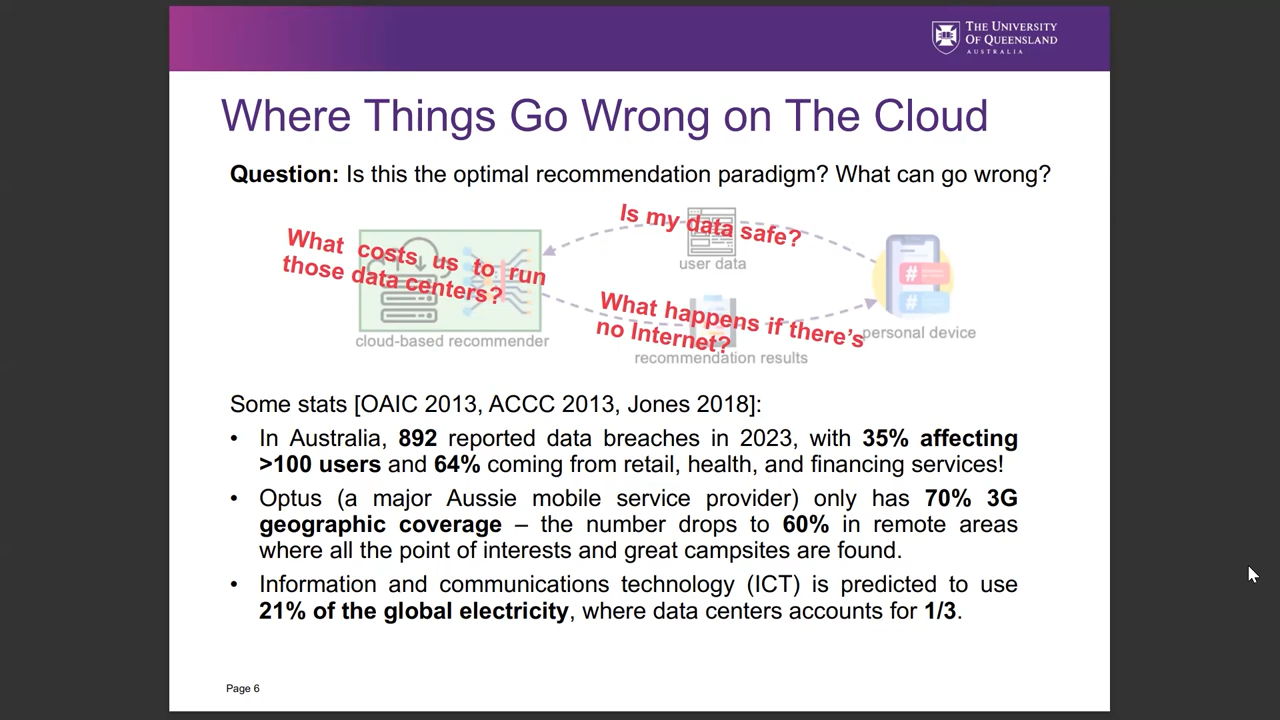 THE UNIVERSITY
OF QUEENSLAND
AUSTRALIA
Where Things Go Wrong on The Cloud
Question: Is this the optimal recommendation paradigm? What can go wrong?
What costs us to run
those data centers?
Is my data safe?
user data
#
#
What happens if there's
no Internet?
cloud-based recommender
personal device
recommendation results
Some stats [OAIC 2013, ACCC 2013, Jones 2018]:
• In Australia, 892 reported data breaches in 2023, with 35% affecting
>100 users and 64% coming from retail, health, and financing services!
• Optus (a major Aussie mobile service provider) only has 70% 3G
geographic coverage – the number drops to 60% in remote areas
where all the point of interests and great campsites are found.
• Information and communications technology (ICT) is predicted to use
21% of the global electricity, where data centers accounts for 1/3.
Page 6